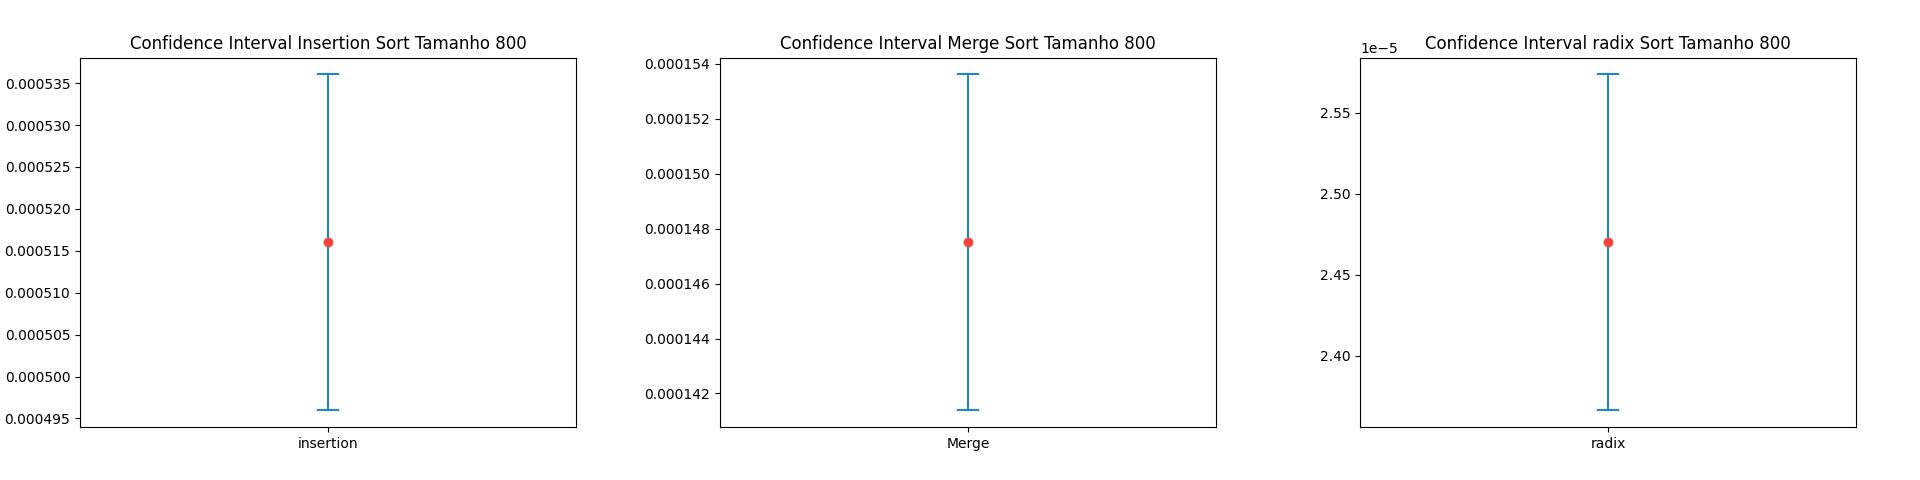 Confidence Interval Insertion Sort Tamanho 800
0.000535
0.000530
0.000525
0.000520
0.000515
0.000510
0.000505
0.000500
0.000495
insertion
Confidence Interval Merge Sort Tamanho 800
0.000154
0.000152
0.000150
0.000148
0.000146
0.000144
0.000142
Merge
1e−5
Confidence Interval radix Sort Tamanho 800
2.55
2.50
2.45
2.40
radix